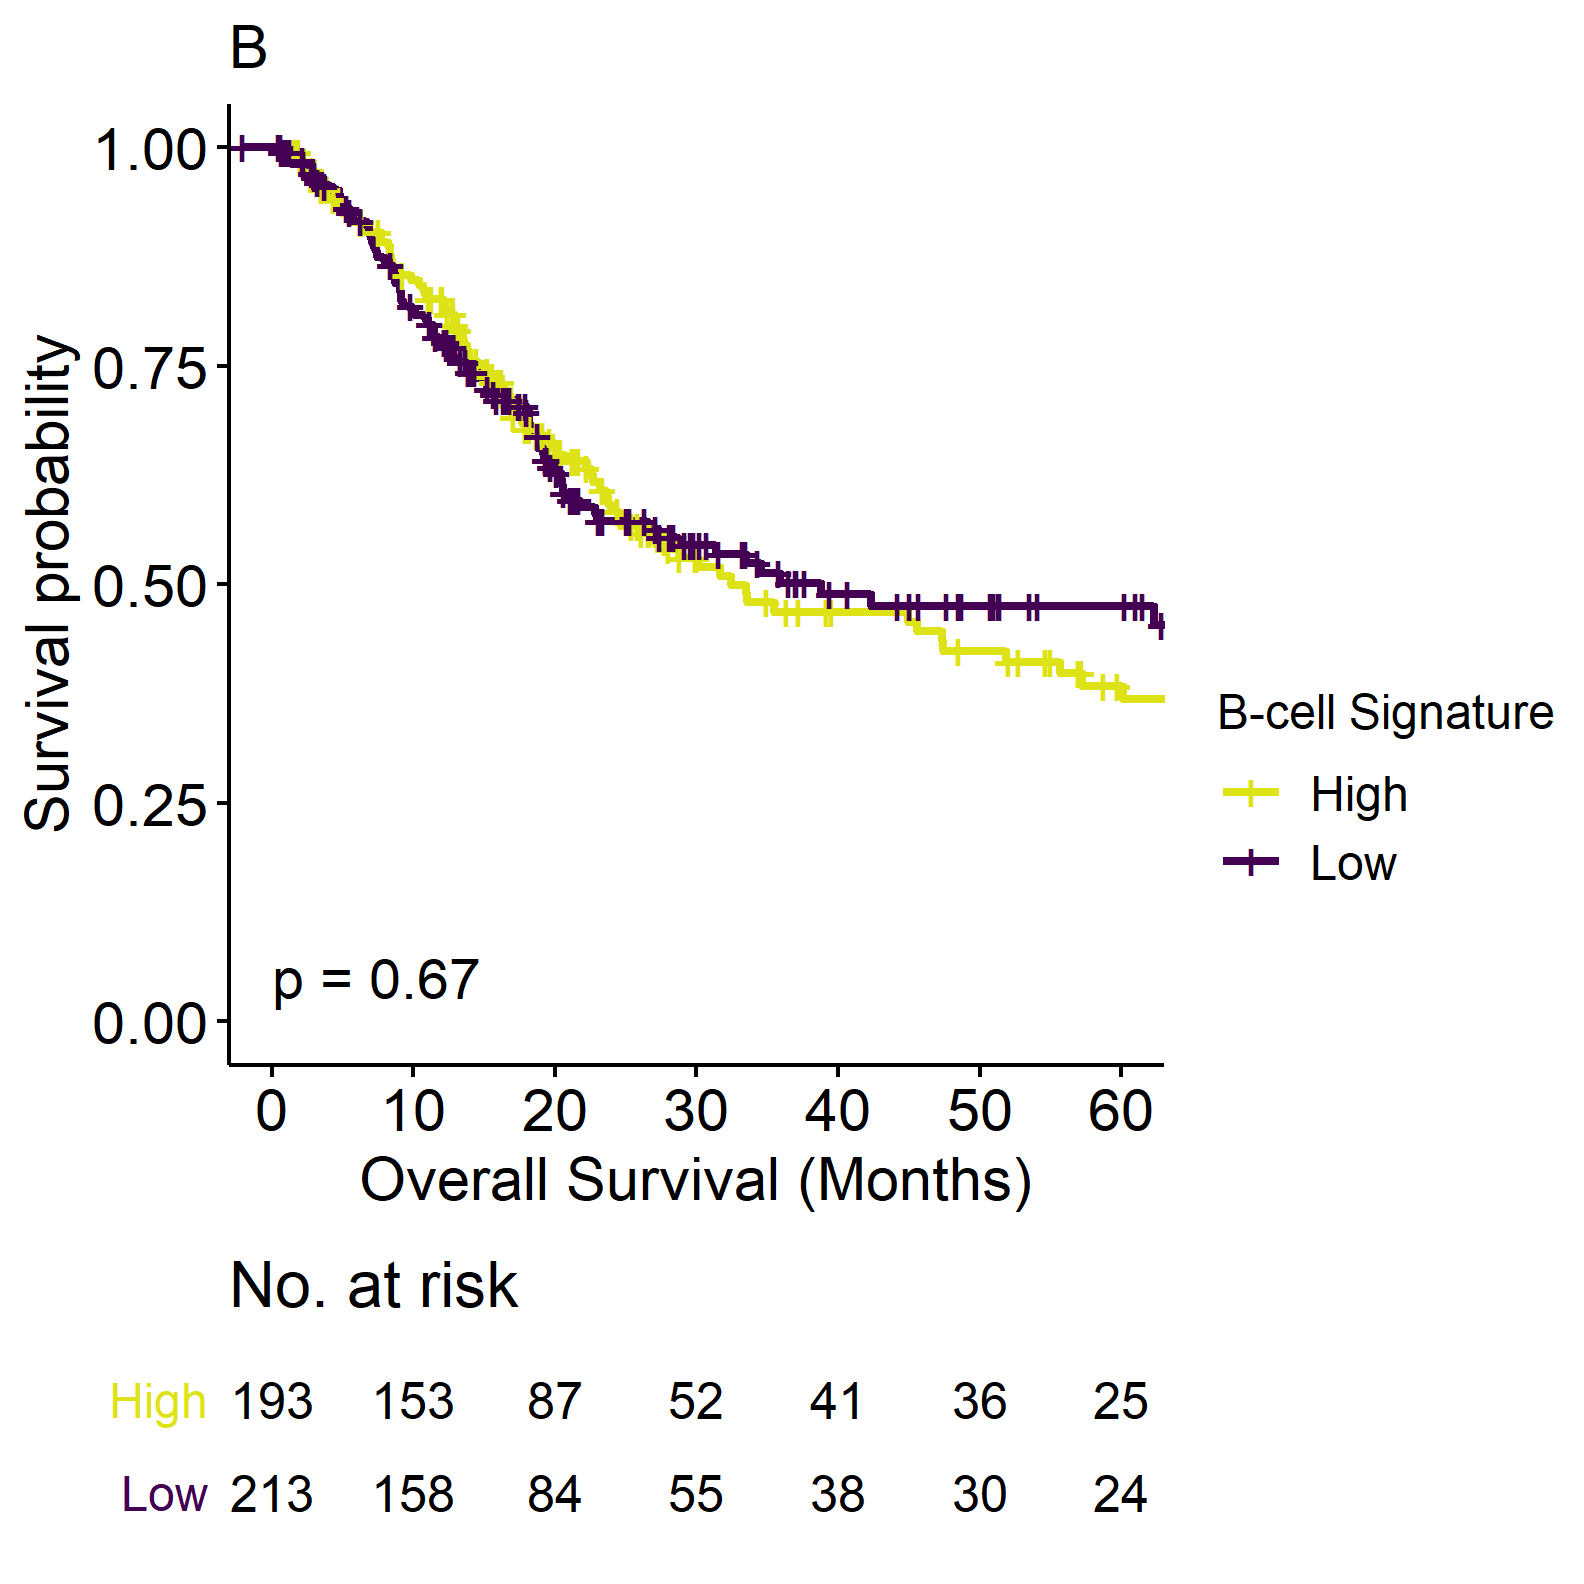 B
1.00
0.75
0.50
0.25
0.00
Survival probability
p = 0.67
0 10 20 30 40 50 60
Overall Survival (Months)
B-cell Signature
High
Low
No. at risk
High 193 153 87 52 41 36 25
Low 213 158 84 55 38 30 24